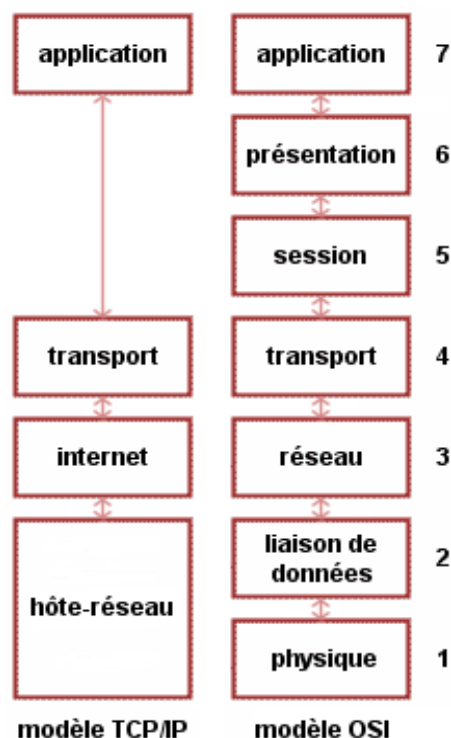 application application 7
présentation 6
session 5
transport transport 4
internet réseau 3
liaison de
données 2
hôte-réseau
physique 1
modèle TCP/IP modèle OSI